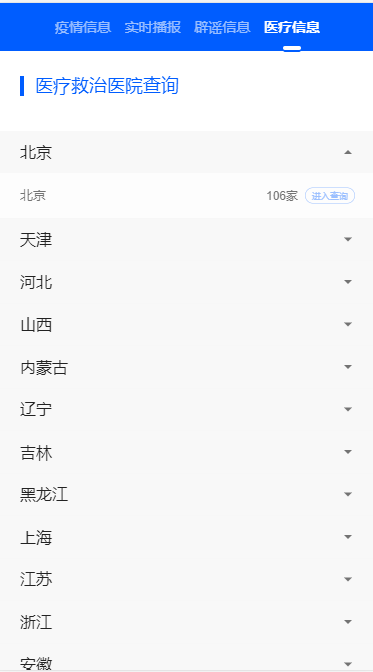 疫情信息 实时播报 辟谣信息 医疗信息
医疗救治医院查询
北京
北京 106家 进入查询
天津
河北
山西
内蒙古
辽宁
吉林
黑龙江
上海
江苏
浙江
安徽